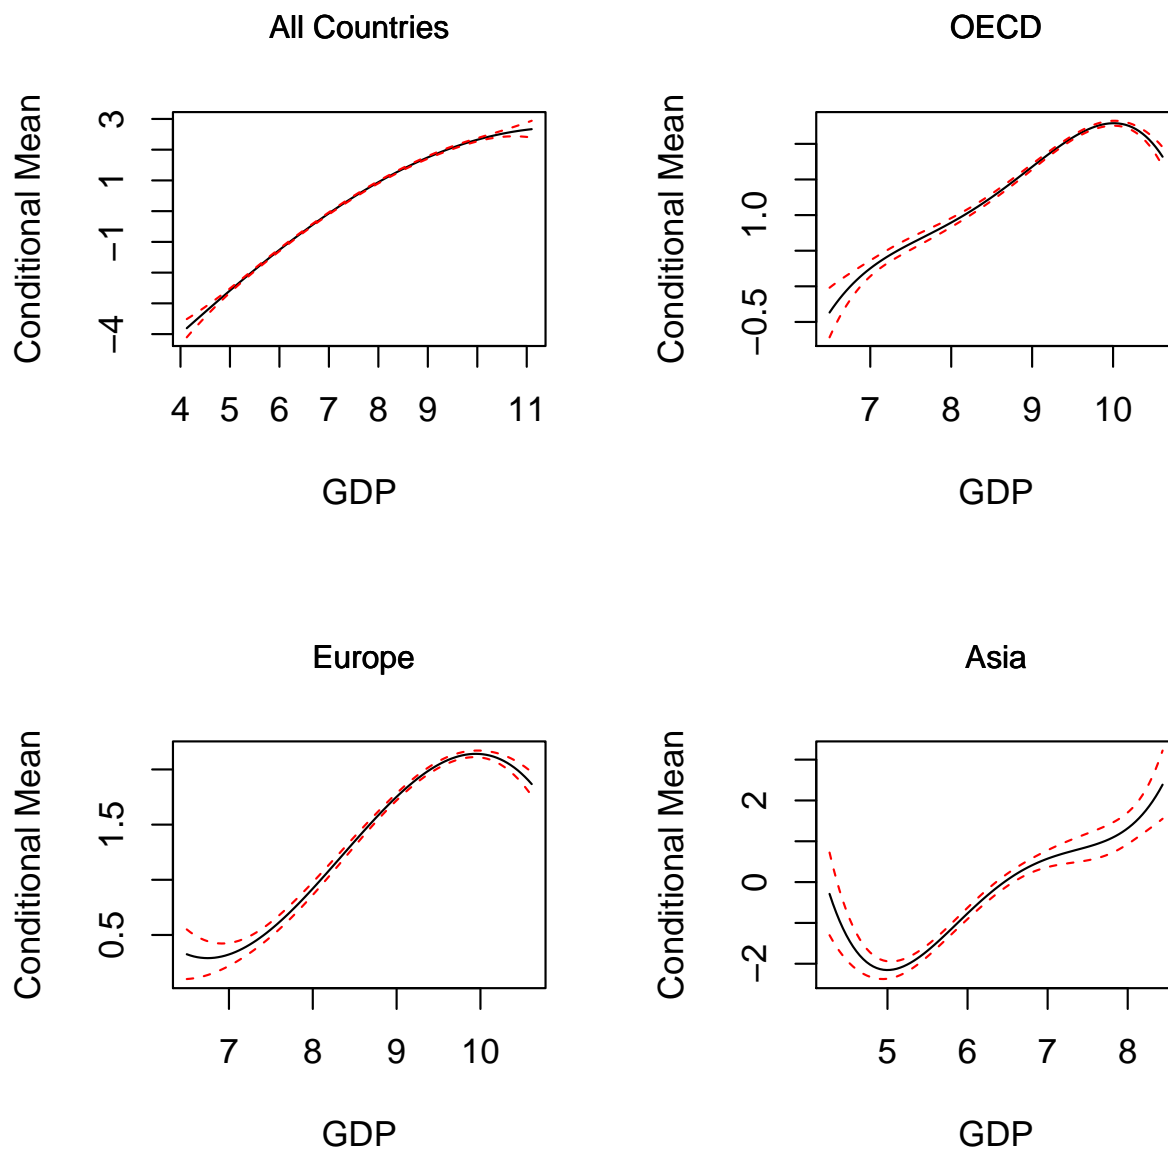 All Countries
Conditional Mean
3
1
−1
−4
4 5 6 7 8 9 11
GDP
OECD
Conditional Mean
1.0
−0.5
7 8 9 10
GDP
Europe
Conditional Mean
1.5
0.5
7 8 9 10
GDP
Asia
Conditional Mean
2
0
−2
5 6 7 8
GDP